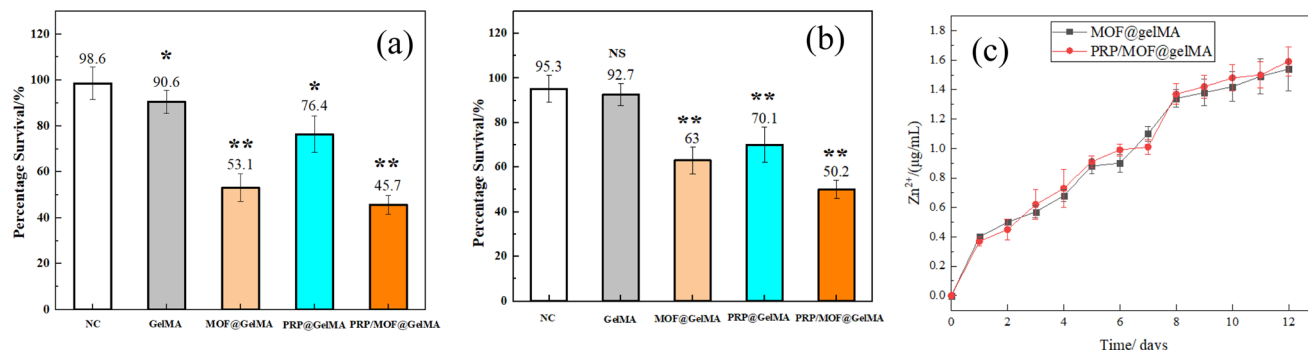 (a)
Percentage Survival/%
120
100
80
60
40
20
0
98.6
*
90.6
**
53.1
*
76.4
**
45.7
NC
GelMA
MOF@GelMA
PRP@GelMA
PRP/MOF@GelMA
(b)
Percentage Survival/%
120
100
80
60
40
20
0
95.3
NS
92.7
**
63
**
70.1
**
50.2
NC
GelMA
MOF@GelMA
PRP@GelMA
PRP/MOF@GelMA
(c)
MOF@gelMA
PRP/MOF@gelMA
Zn²⁺/(μg/mL)
1.8
1.6
1.4
1.2
1.0
0.8
0.6
0.4
0.2
0.0
0 2 4 6 8 10 12
Time/ days